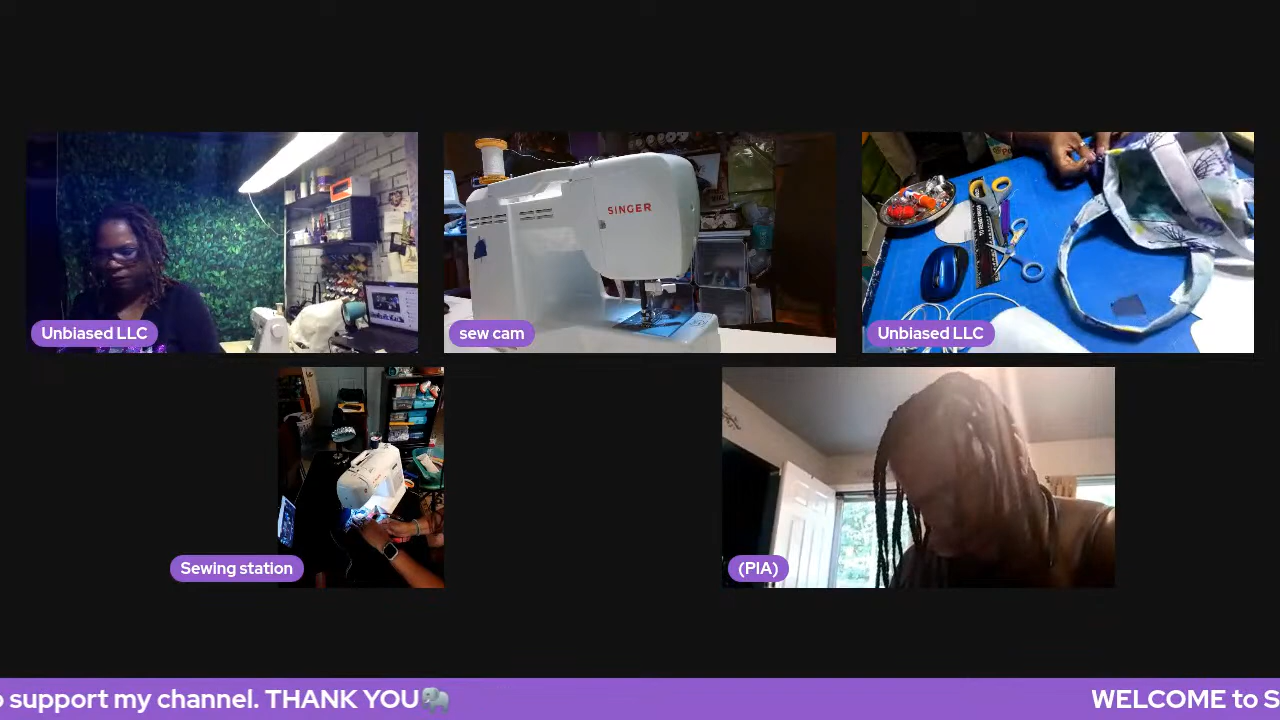 SINGER
Unbiased LLC
sew cam
Unbiased LLC
Sewing station
(PIA)
support my channel. THANK YOU🐘
WELCOME to S